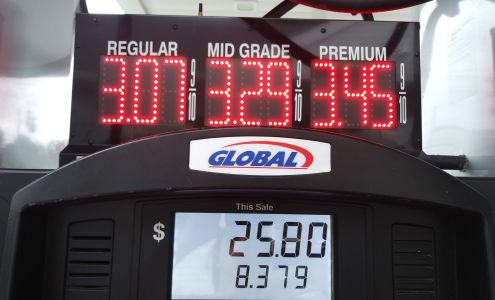 REGULAR MID GRADE PREMIUM
3.07 9/10 3.29 9/10 3.45 9/10
GLOBAL
This Sale
$ 25.80
8.379